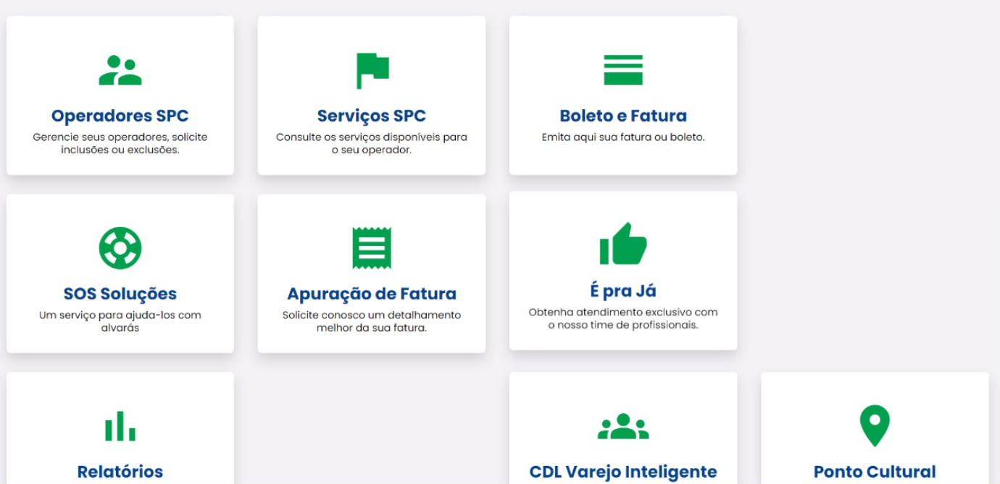 Operadores SPC
Gerencie seus operadores, solicite
inclusões ou exclusões.
Serviços SPC
Consulte os serviços disponíveis para
o seu operador.
Boleto e Fatura
Emita aqui sua fatura ou boleto.
SOS Soluções
Um serviço para ajuda-los com
alvarás
Apuração de Fatura
Solicite conosco um detalhamento
melhor da sua fatura.
É pra Já
Obtenha atendimento exclusivo com
o nosso time de profissionais.
Relatórios
CDL Varejo Inteligente
Ponto Cultural